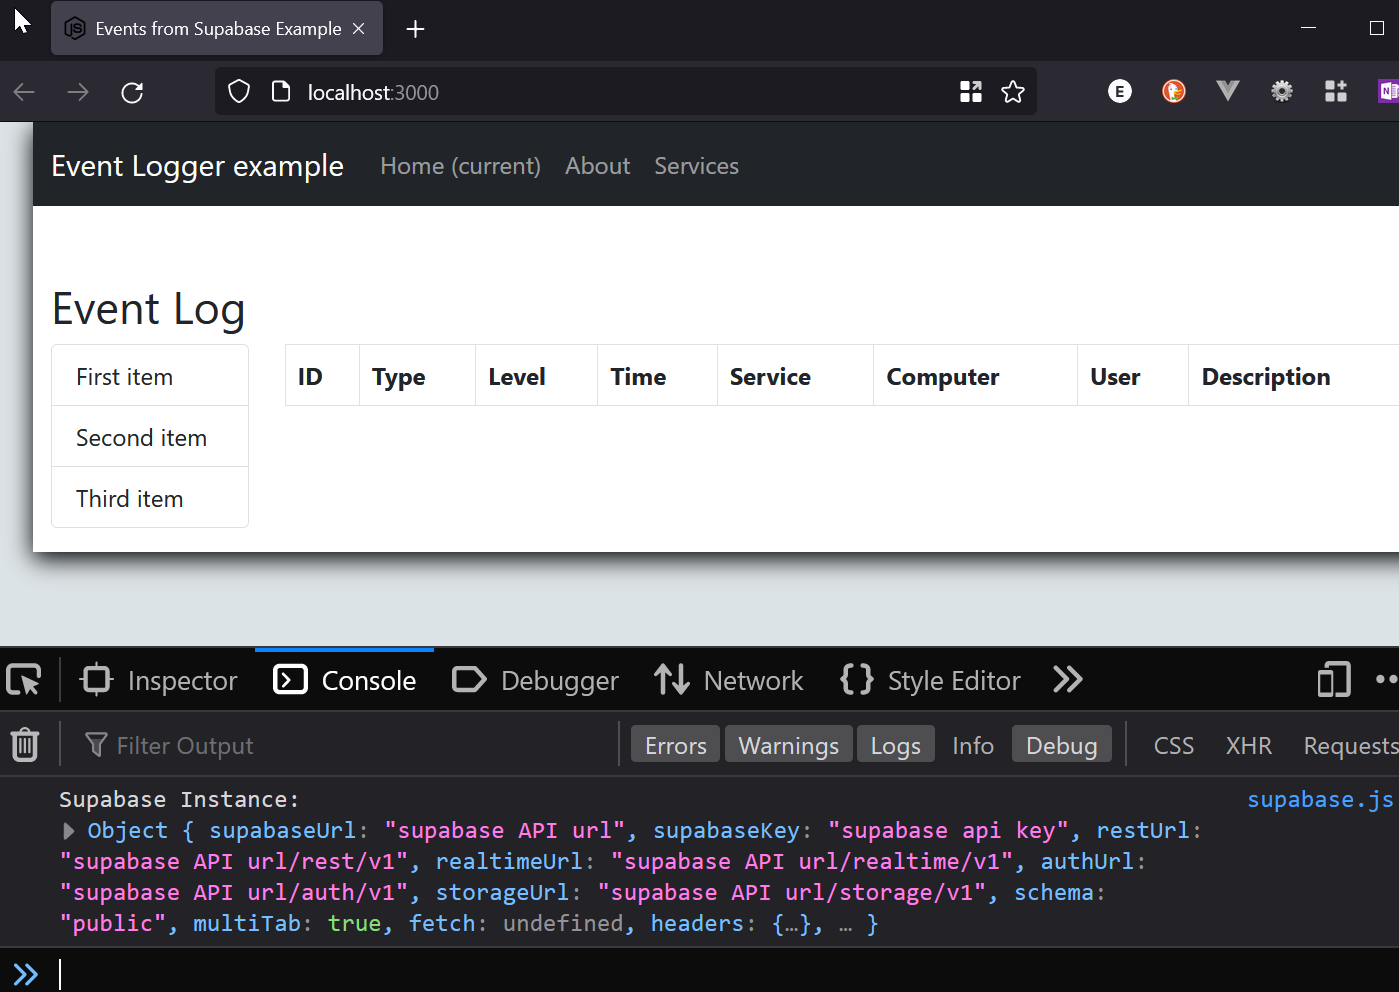 Events from Supabase Example
localhost:3000
E
N
Event Logger example Home (current) About Services
Event Log
First item
Second item
Third item
ID Type Level Time Service Computer User Description
Inspector Console Debugger Network Style Editor
Filter Output Errors Warnings Logs Info Debug CSS XHR Requests
Supabase Instance: supabase.js
Object { supabaseUrl: "supabase API url", supabaseKey: "supabase api key", restUrl:
"supabase API url/rest/v1", realtimeUrl: "supabase API url/realtime/v1", authUrl:
"supabase API url/auth/v1", storageUrl: "supabase API url/storage/v1", schema:
"public", multiTab: true, fetch: undefined, headers: {…}, … }